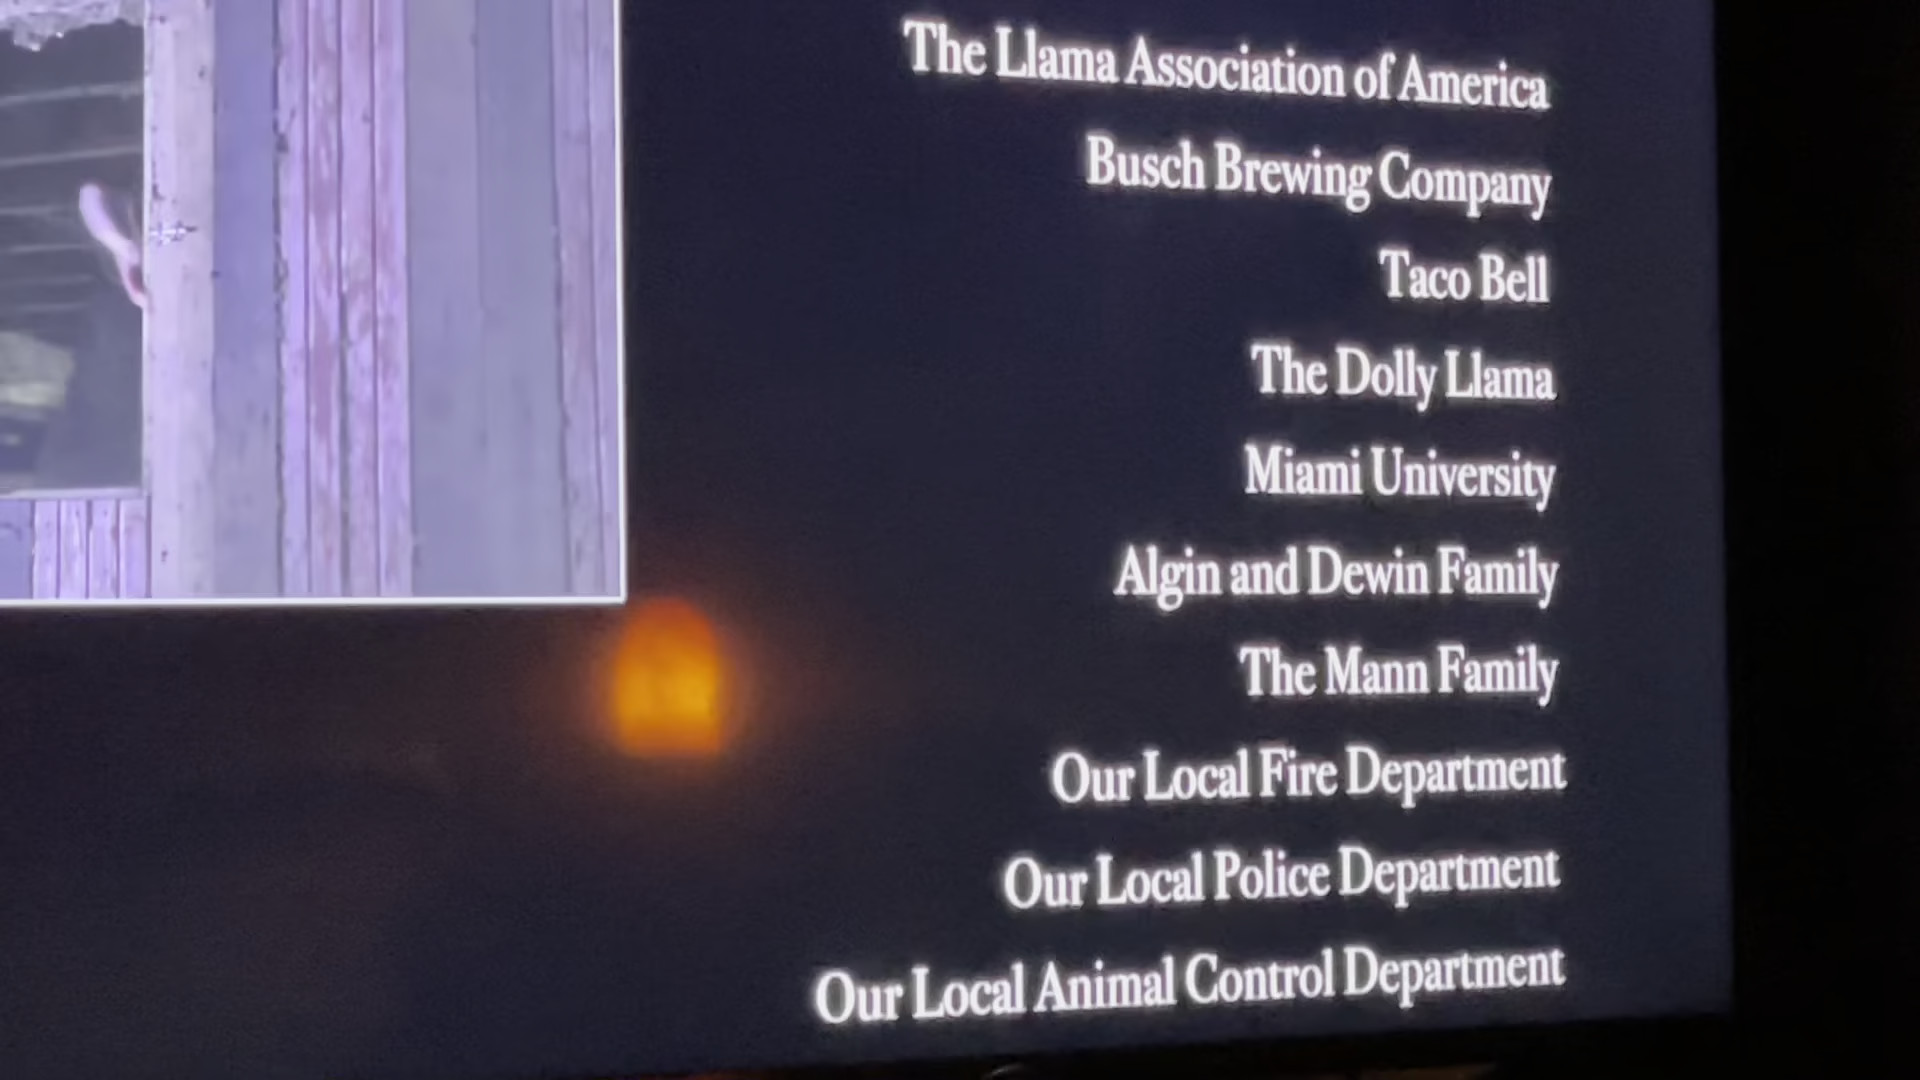 The Llama Association of America
Busch Brewing Company
Taco Bell
The Dolly Llama
Miami University
Algin and Dewin Family
The Mann Family
Our Local Fire Department
Our Local Police Department
Our Local Animal Control Department